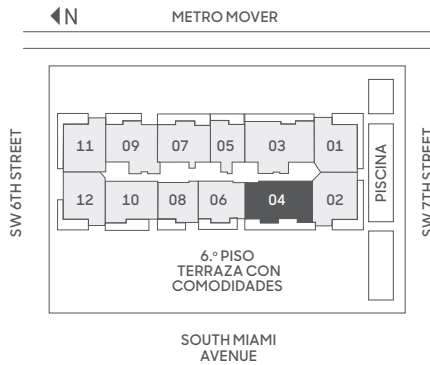 N
METRO MOVER
SW 6TH STREET
11
09
07
05
03
01
PISCINA
SW 7TH STREET
12
10
08
06
04
02
6.º PISO
TERRAZA CON
COMODIDADES
SOUTH MIAMI
AVENUE